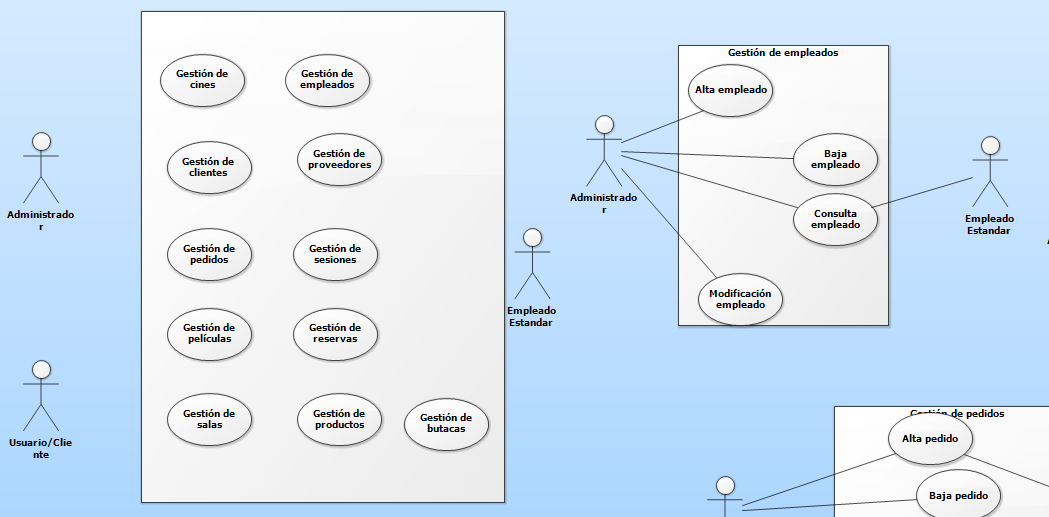 Gestión de
cines
Gestión de
empleados
Gestión de
clientes
Gestión de
proveedores
Gestión de
pedidos
Gestión de
sesiones
Gestión de
películas
Gestión de
reservas
Gestión de
salas
Gestión de
productos
Gestión de
butacas
Administrado
r
Usuario/Clie
nte
Empleado
Estandar
Gestión de empleados
Alta empleado
Baja
empleado
Consulta
empleado
Modificación
empleado
Administrado
r
Empleado
Estandar
Gestión de pedidos
Alta pedido
Baja pedido